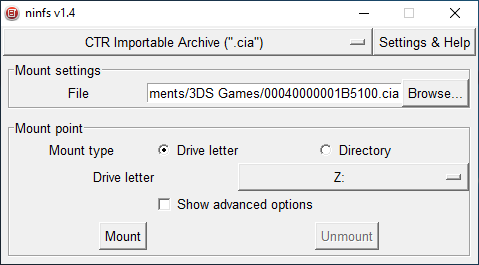 ninfs v1.4
CTR Importable Archive (".cia")
Settings & Help
Mount settings
File
ments/3DS Games/00040000001B5100.cia
Browse...
Mount point
Mount type
Drive letter
Directory
Drive letter
Z:
Show advanced options
Mount
Unmount